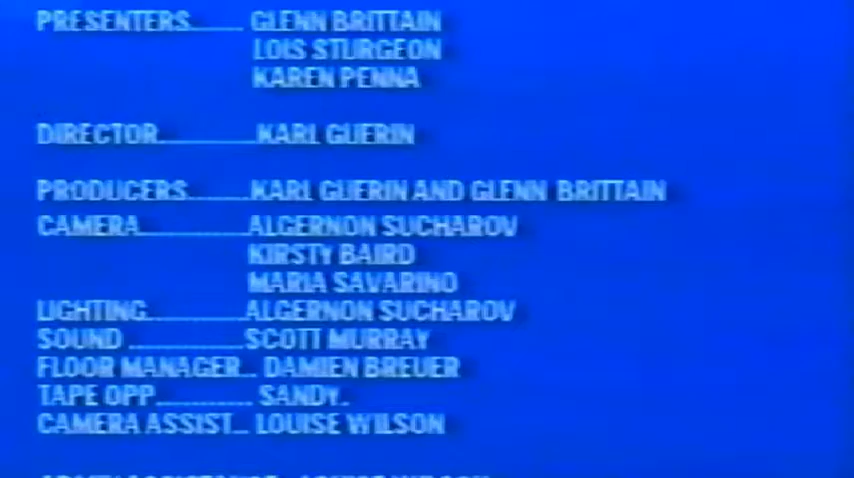 PRESENTERS........ GLENN BRITTAIN
LOIS STURGEON
KAREN PENNA
DIRECTOR..............KARL GUERIN
PRODUCERS.........KARL GUERIN AND GLENN BRITTAIN
CAMERA...............ALGERNON SUCHAROV
KIRSTY BAIRD
MARIA SAVARINO
LIGHTING..............ALGERNON SUCHAROV
SOUND ................SCOTT MURRAY
FLOOR MANAGER... DAMIEN BREUER
TAPE OPP.............. SANDY.
CAMERA ASSIST... LOUISE WILSON